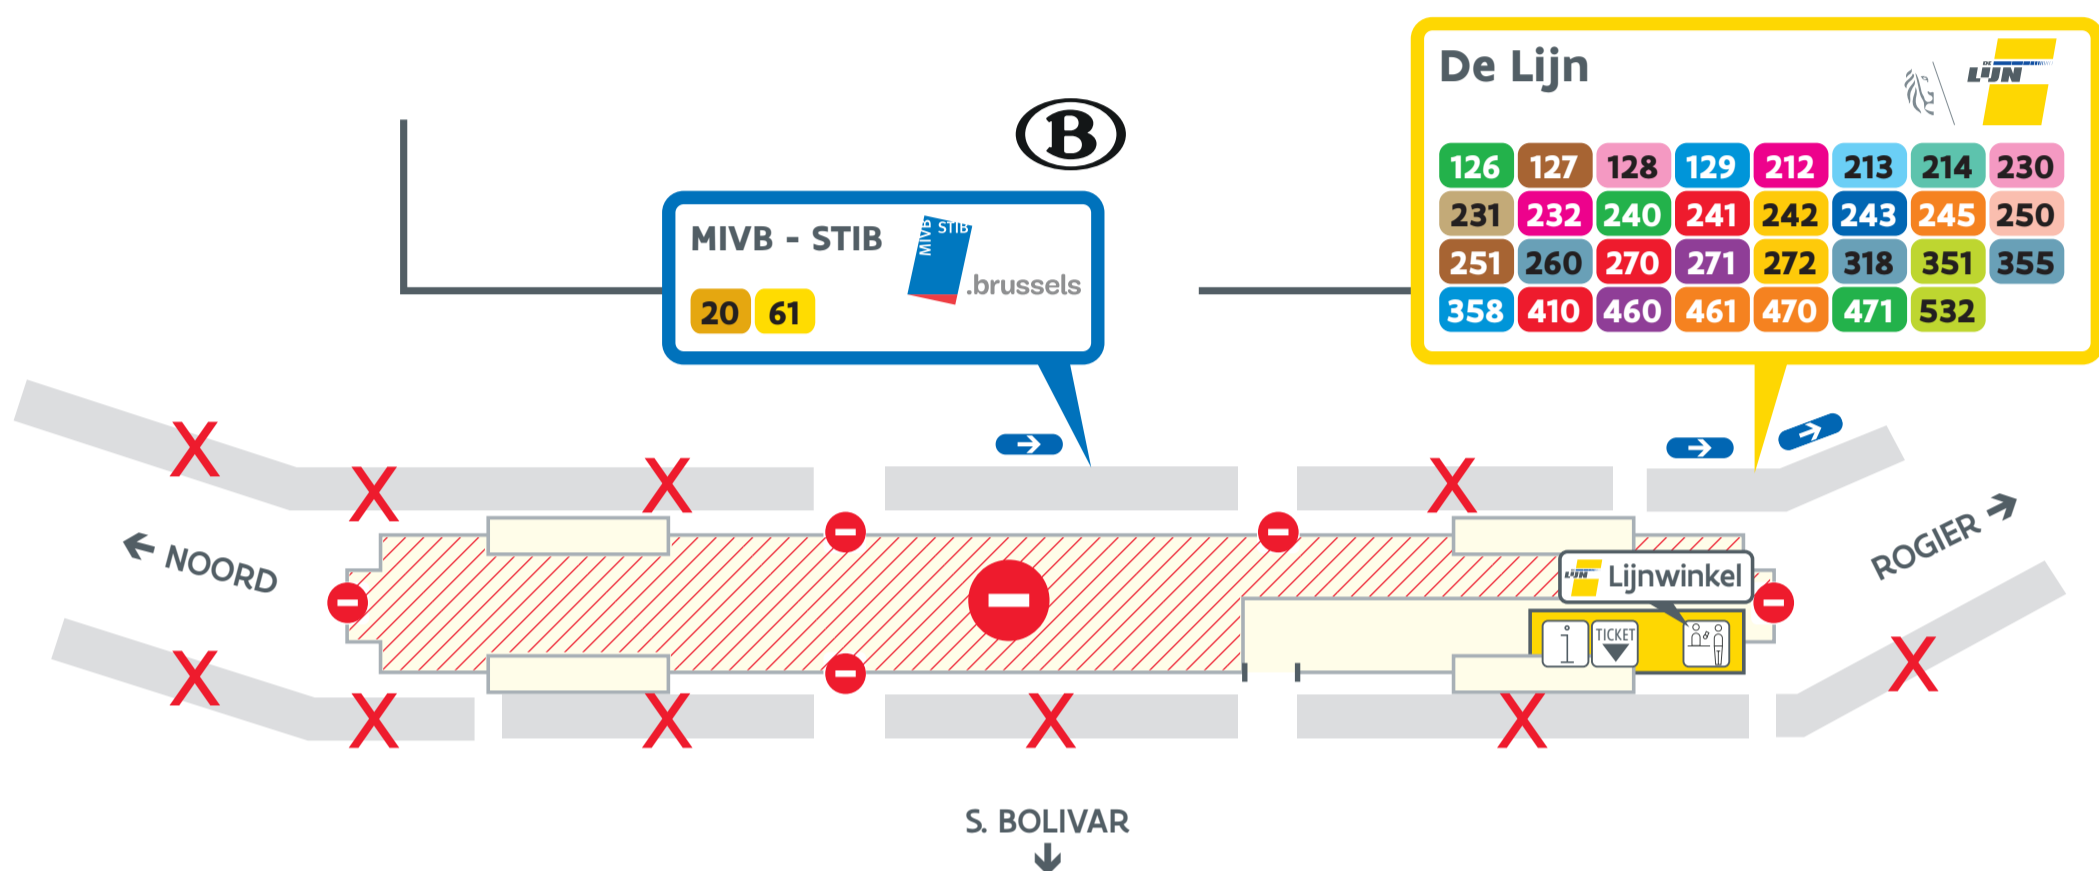 B
De Lijn
DE LIJN
126 127 128 129 212 213 214 230
231 232 240 241 242 243 245 250
251 260 270 271 272 318 351 355
358 410 460 461 470 471 532
MIVB - STIB
MIVB STIB
.brussels
20 61
← NOORD
ROGIER →
LIJN Lijnwinkel
i TICKET
S. BOLIVAR
↓